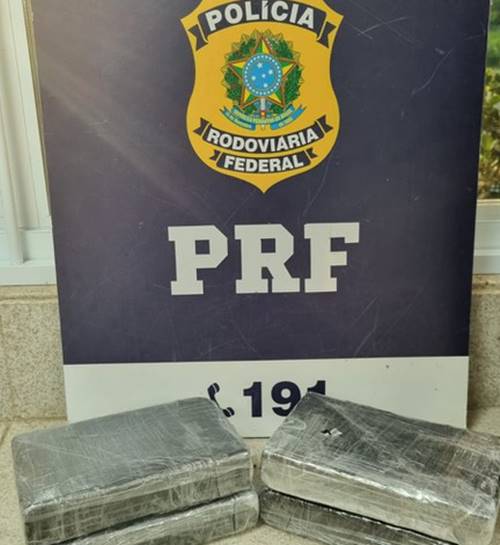 POLÍCIA
RODOVIÁRIA
FEDERAL
PRF
191